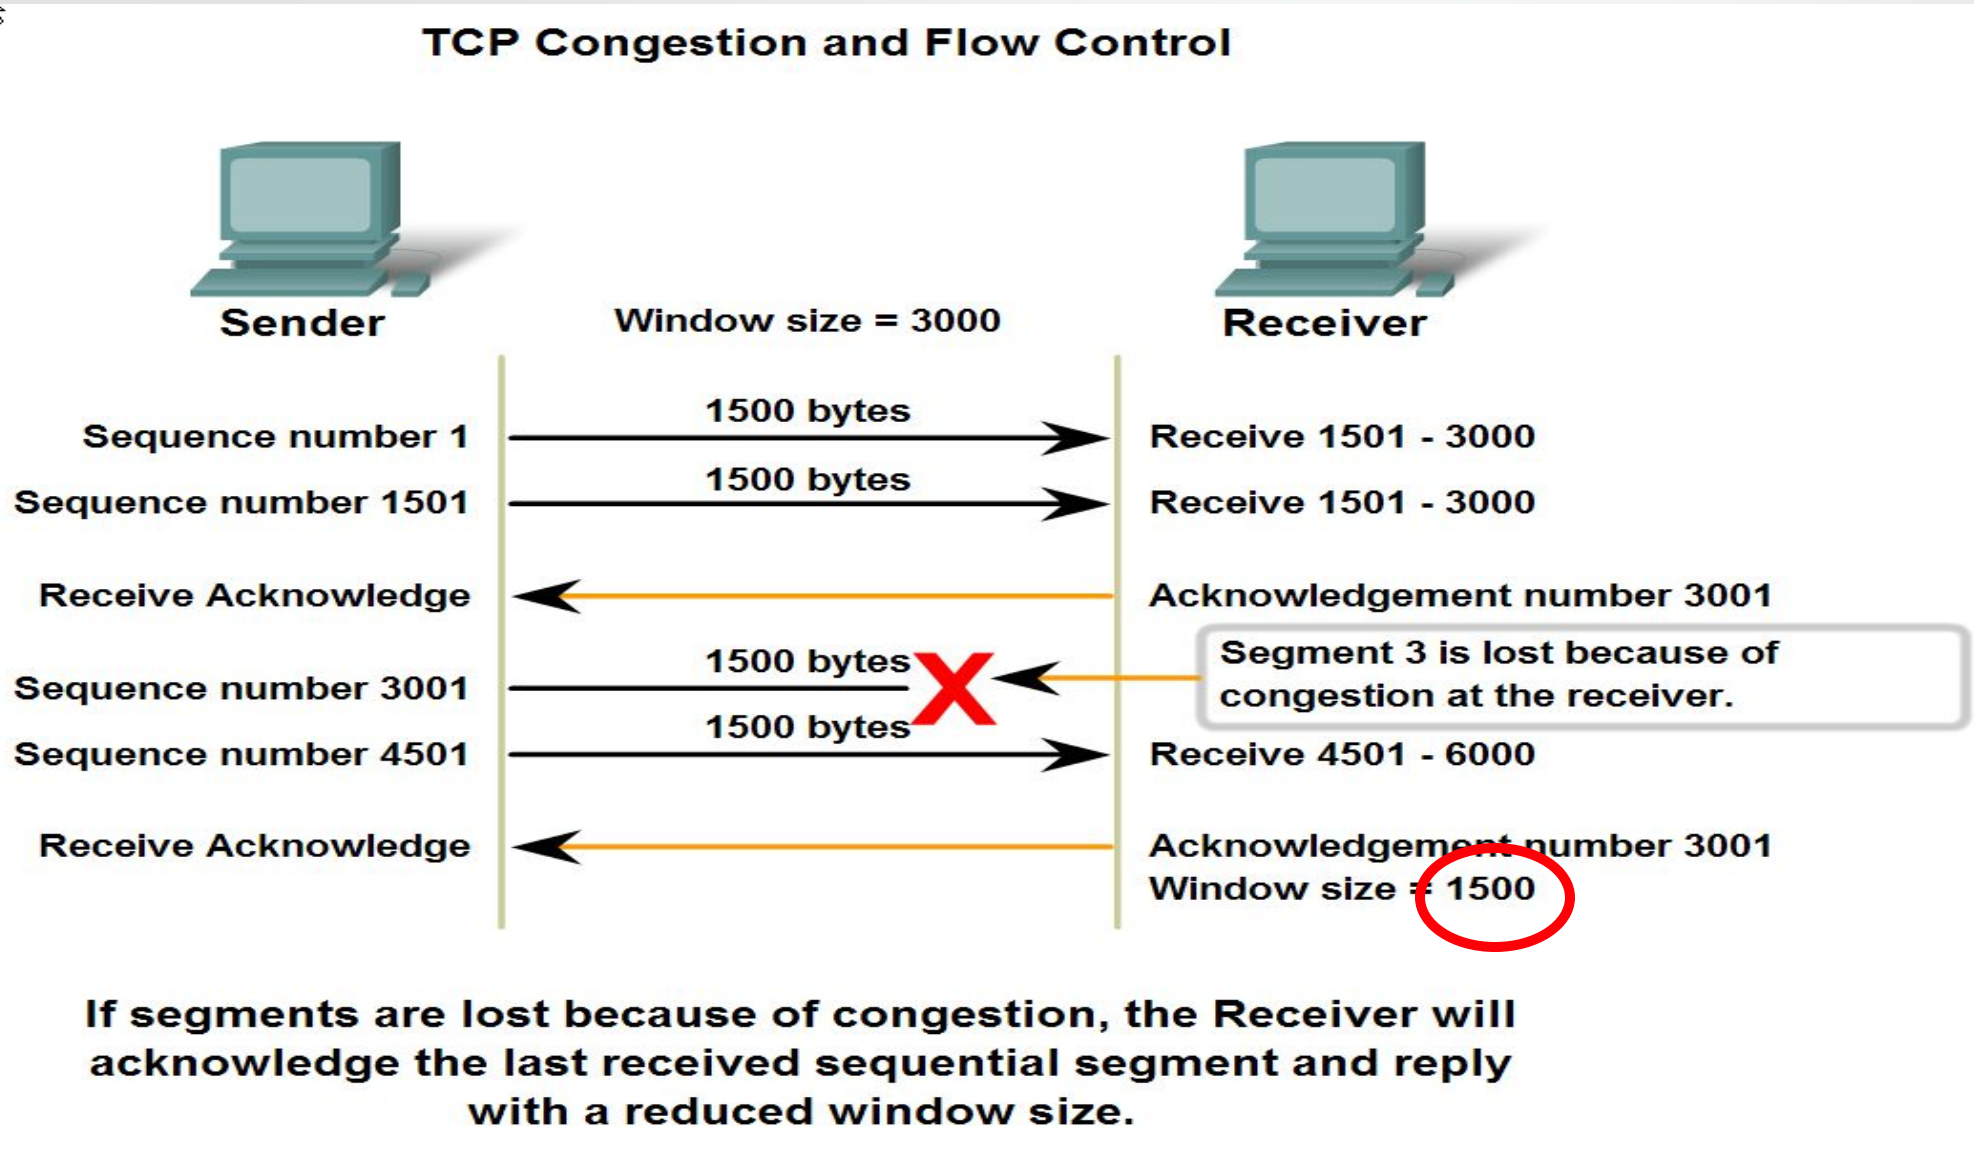 TCP Congestion and Flow Control
Sender
Window size = 3000
Receiver
1500 bytes
Sequence number 1
Receive 1501 - 3000
1500 bytes
Sequence number 1501
Receive 1501 - 3000
Receive Acknowledge
Acknowledgement number 3001
Segment 3 is lost because of
congestion at the receiver.
1500 bytes
Sequence number 3001
1500 bytes
Sequence number 4501
Receive 4501 - 6000
Receive Acknowledge
Acknowledgement number 3001
Window size = 1500
If segments are lost because of congestion, the Receiver will
acknowledge the last received sequential segment and reply
with a reduced window size.